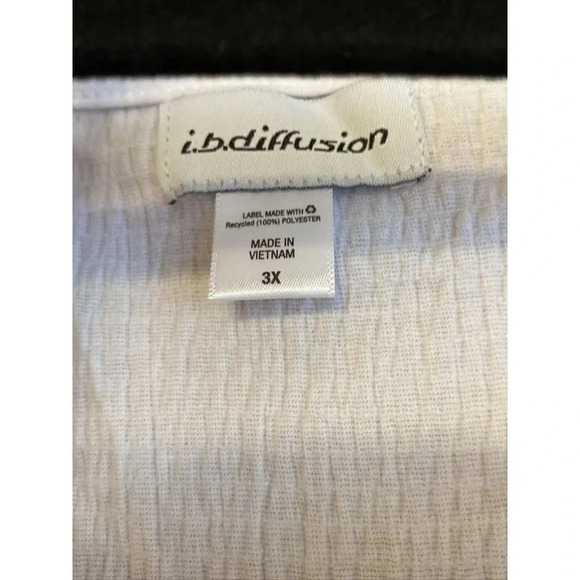 i.b.diffusion
LABEL MADE WITH
Recycled (100%) POLYESTER
MADE IN
VIETNAM
3X